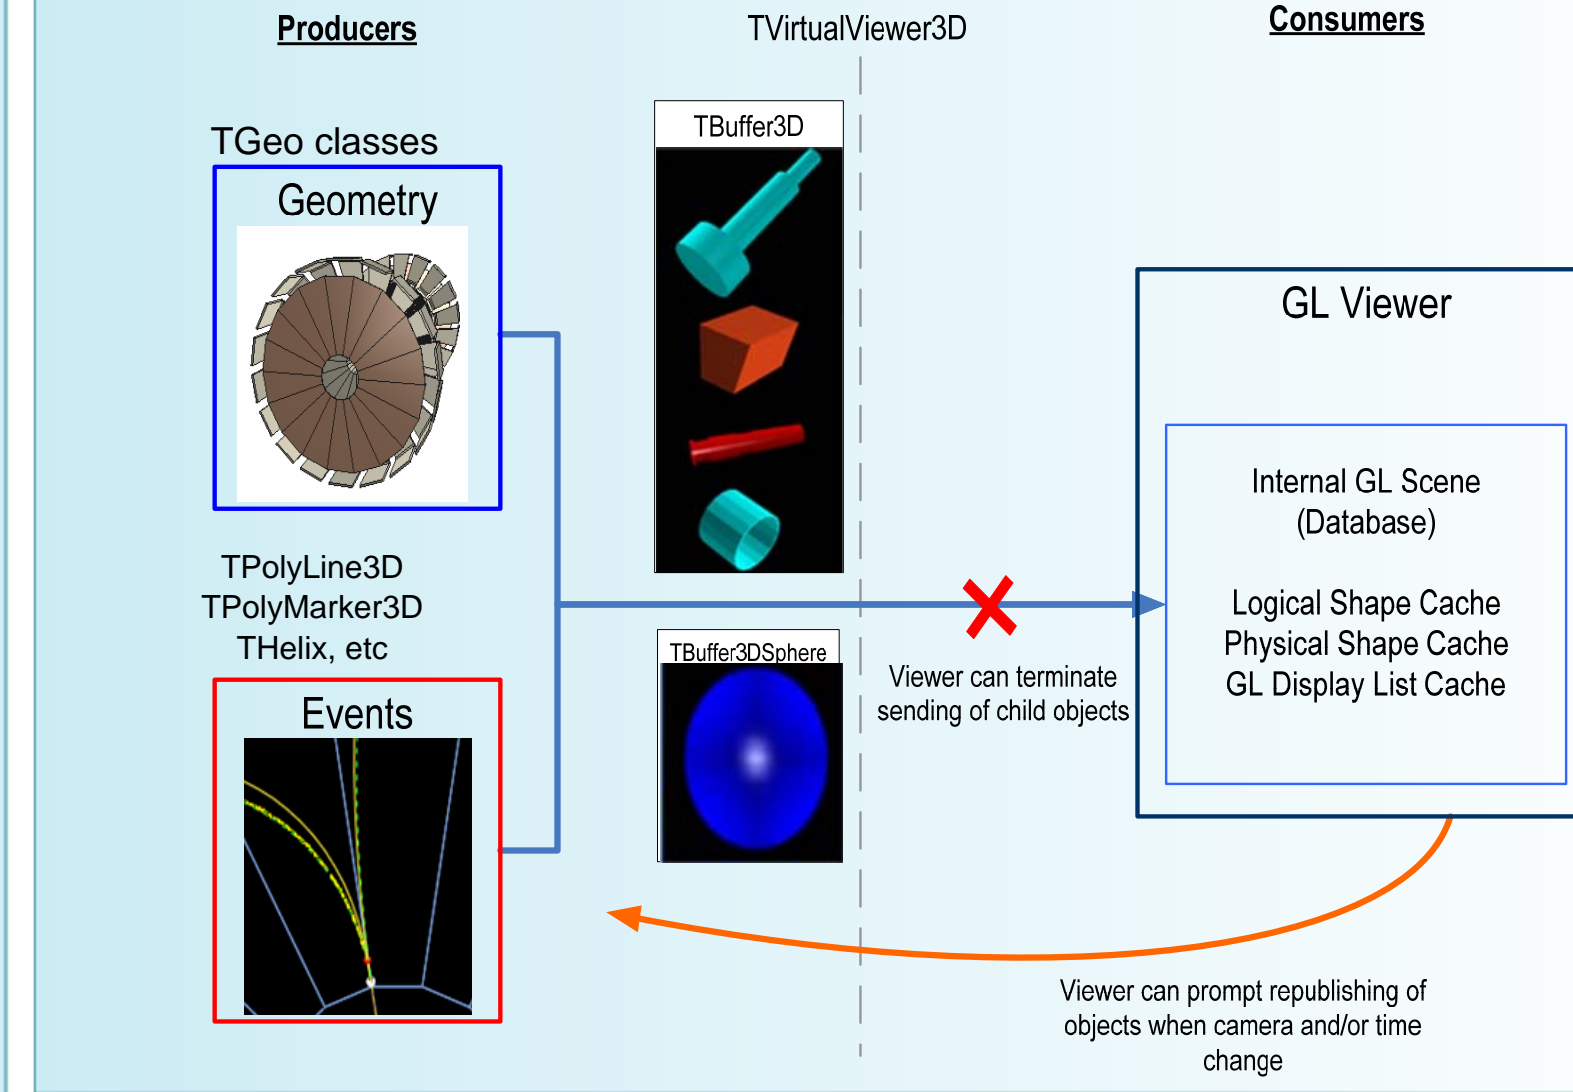 Producers
TVirtualViewer3D
Consumers
TGeo classes
Geometry
TBuffer3D
GL Viewer
Internal GL Scene
(Database)
Logical Shape Cache
Physical Shape Cache
GL Display List Cache
TPolyLine3D
TPolyMarker3D
THelix, etc
Events
TBuffer3DSphere
Viewer can terminate
sending of child objects
Viewer can prompt republishing of
objects when camera and/or time
change